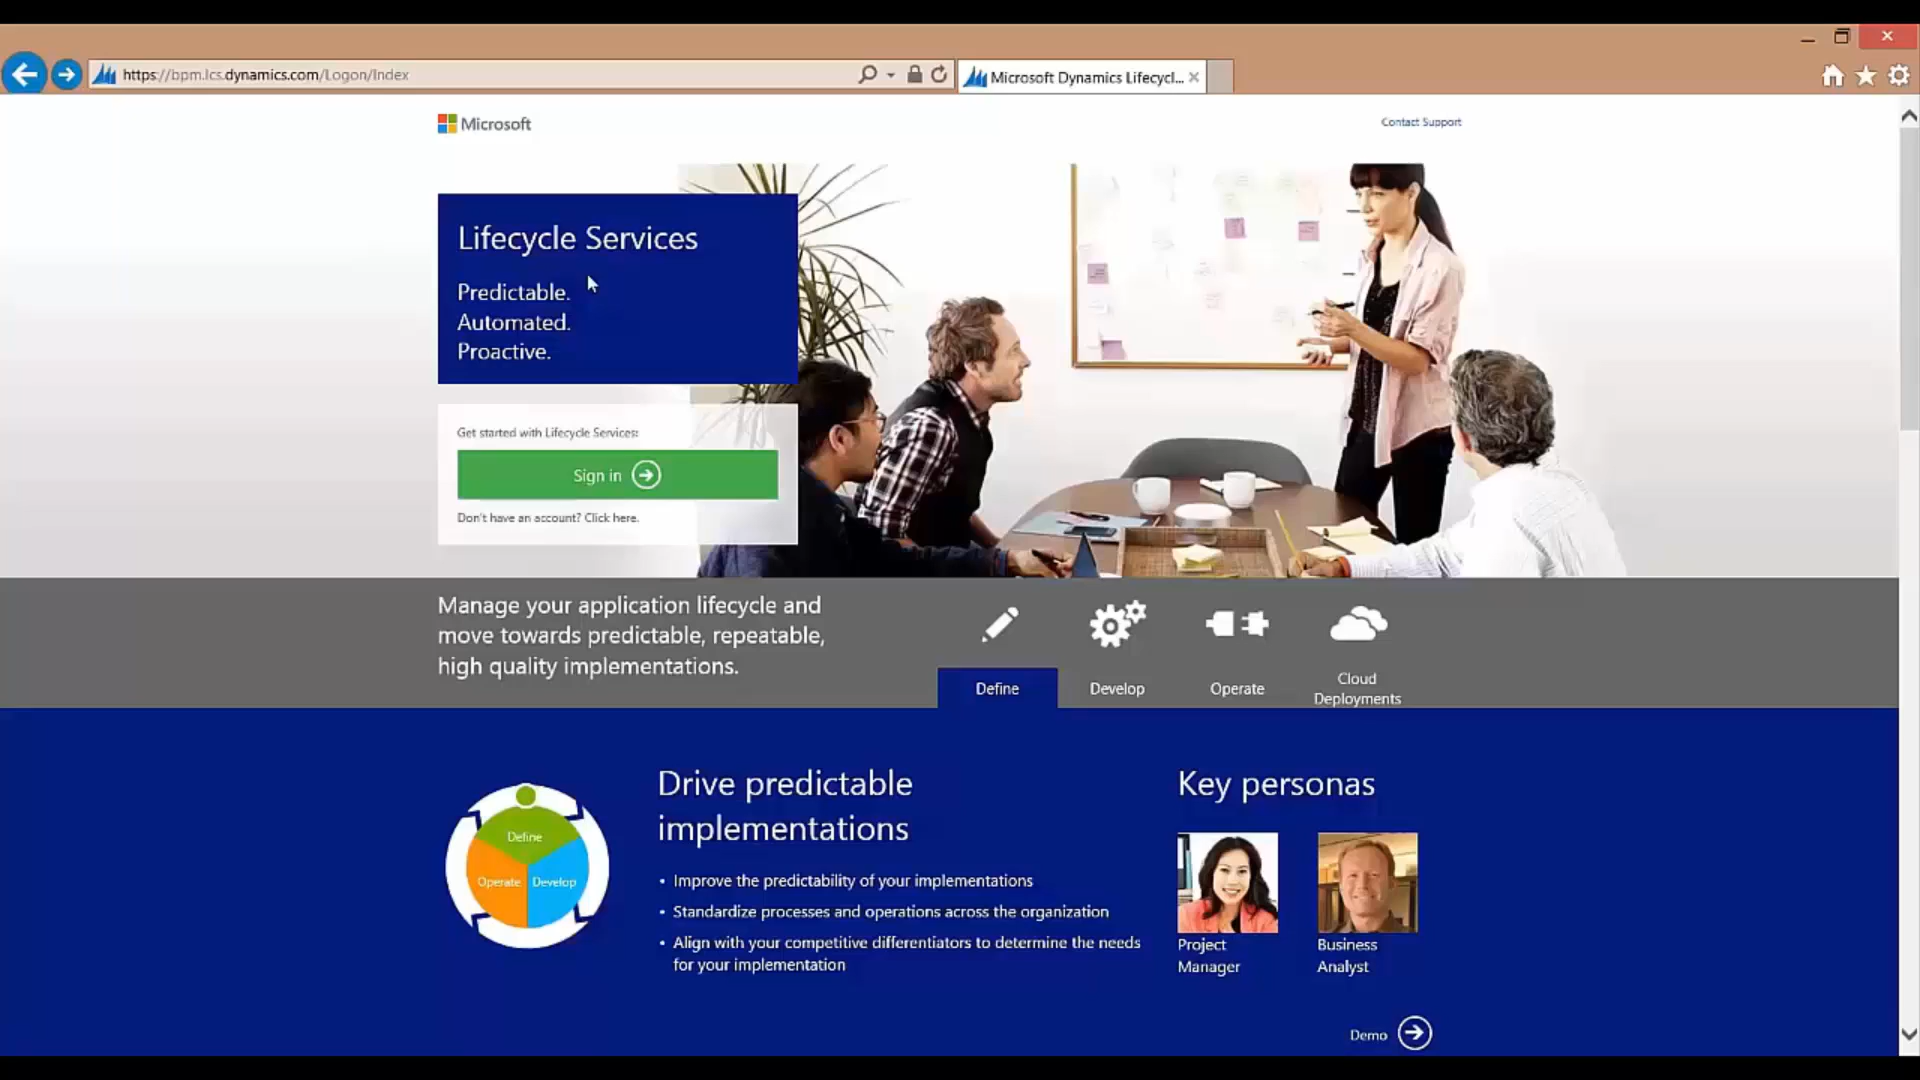 https://bpm.lcs.dynamics.com/Logon/Index
Microsoft Dynamics Lifecycl...
Microsoft
Contact Support
Lifecycle Services
Predictable.
Automated.
Proactive.
Get started with Lifecycle Services:
Sign in
Don't have an account? Click here.
Manage your application lifecycle and
move towards predictable, repeatable,
high quality implementations.
Define
Develop
Operate
Cloud
Deployments
Define
Operate
Develop
Drive predictable
implementations
• Improve the predictability of your implementations
• Standardize processes and operations across the organization
• Align with your competitive differentiators to determine the needs
for your implementation
Key personas
Project
Manager
Business
Analyst
Demo